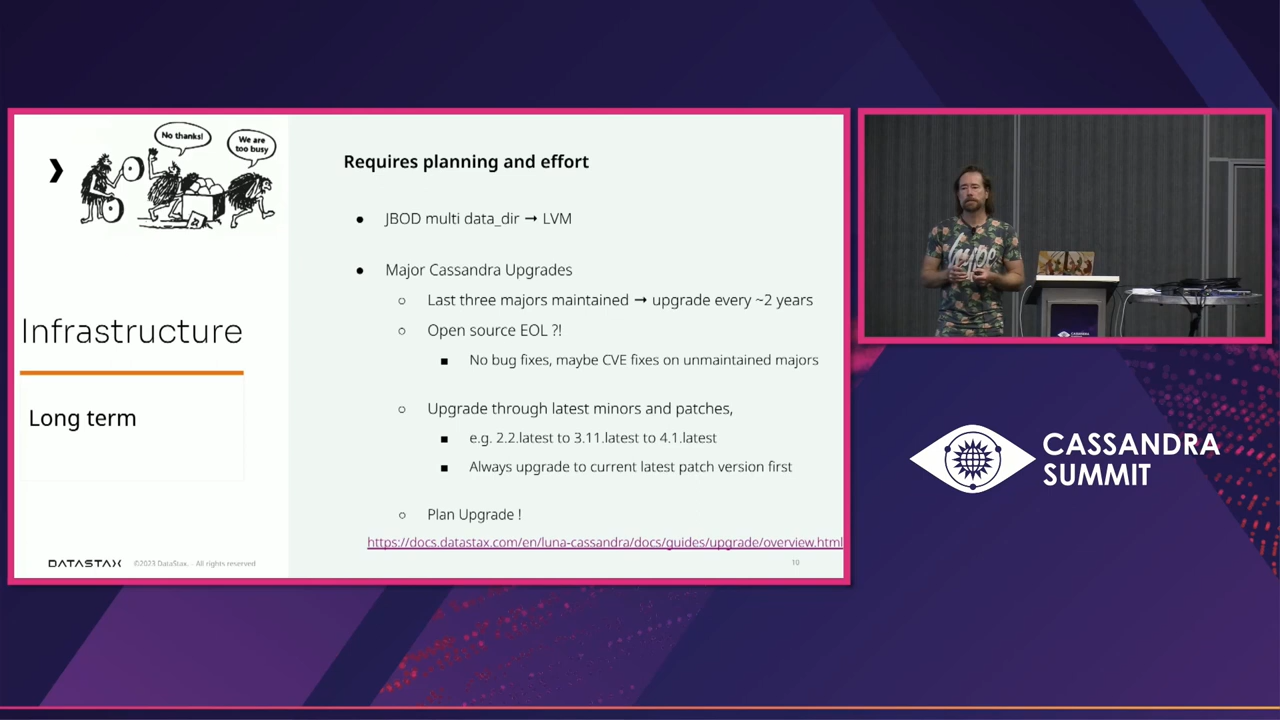 No thanks!
We are
too busy
Infrastructure
Long term
DATASTAX
©2023 DataStax. – All rights reserved
Requires planning and effort
● JBOD multi data_dir → LVM
● Major Cassandra Upgrades
○ Last three majors maintained → upgrade every ~2 years
○ Open source EOL ?!
■ No bug fixes, maybe CVE fixes on unmaintained majors
○ Upgrade through latest minors and patches,
■ e.g. 2.2.latest to 3.11.latest to 4.1.latest
■ Always upgrade to current latest patch version first
○ Plan Upgrade !
https://docs.datastax.com/en/luna-cassandra/docs/guides/upgrade/overview.html
10
hype
CASSANDRA
SUMMIT